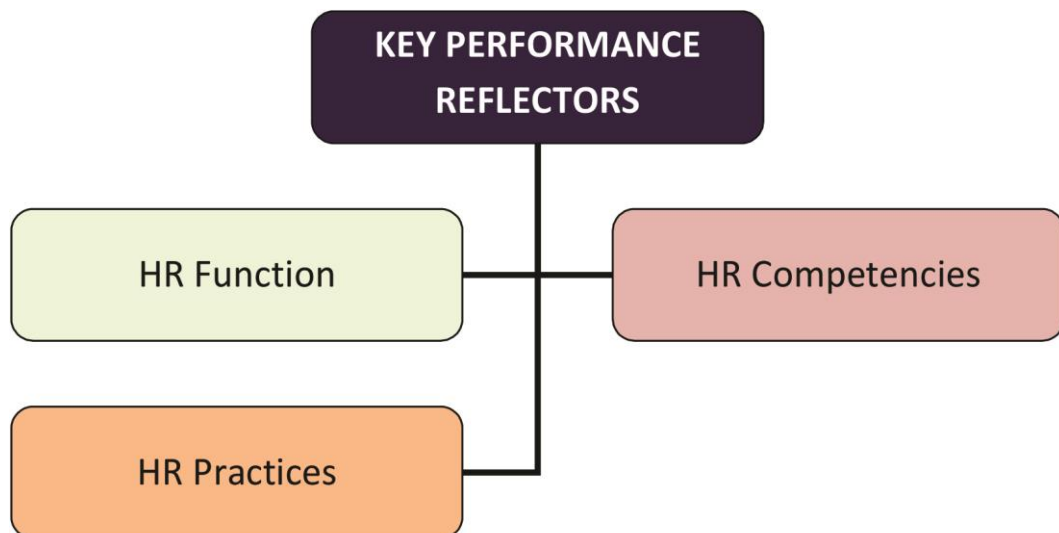 KEY PERFORMANCE
REFLECTORS
HR Function
HR Competencies
HR Practices